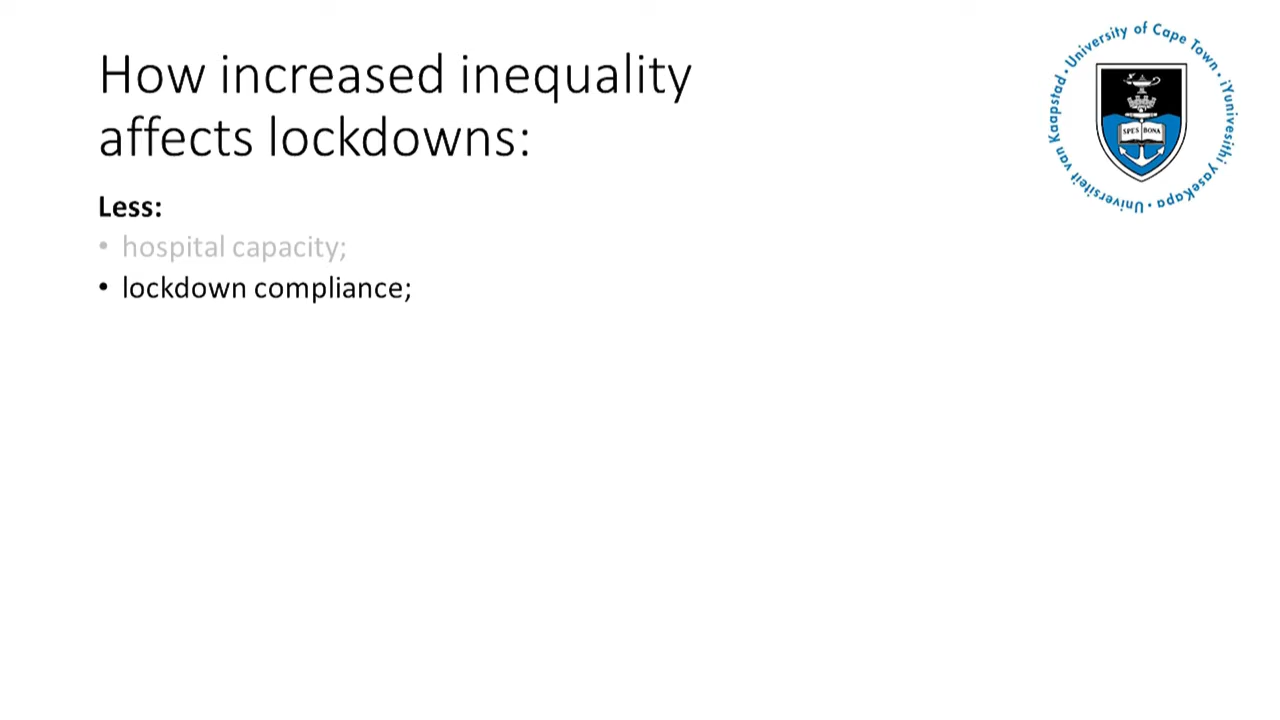 How increased inequality
affects lockdowns:
Less:
• hospital capacity;
• lockdown compliance;
University of Cape Town • iYunivesithi yaseKapa • Universiteit van Kaapstad •
SPES BONA